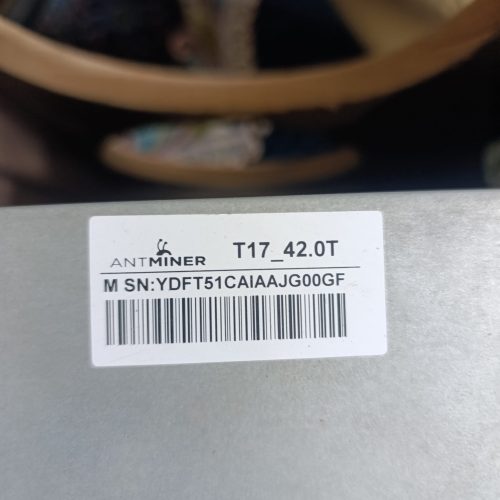 ANTMINER T17_42.0T
M SN:YDFT51CAIAAJG00GF